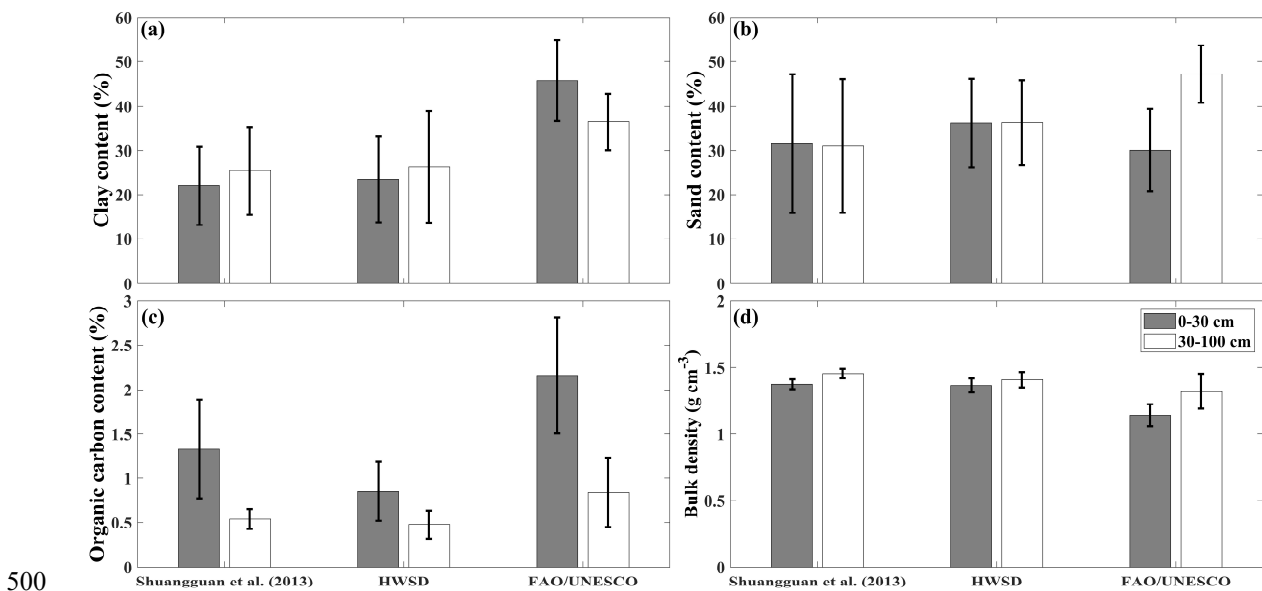 (a)
Clay content (%)
60
50
40
30
20
10
0
(b)
Sand content (%)
60
50
40
30
20
10
0
(c)
Organic carbon content (%)
3
2.5
2
1.5
1
0.5
0
Shuangguan et al. (2013) HWSD FAO/UNESCO
(d)
Bulk density (g cm-3)
2
1.5
1
0.5
0
0-30 cm
30-100 cm
Shuangguan et al. (2013) HWSD FAO/UNESCO
500